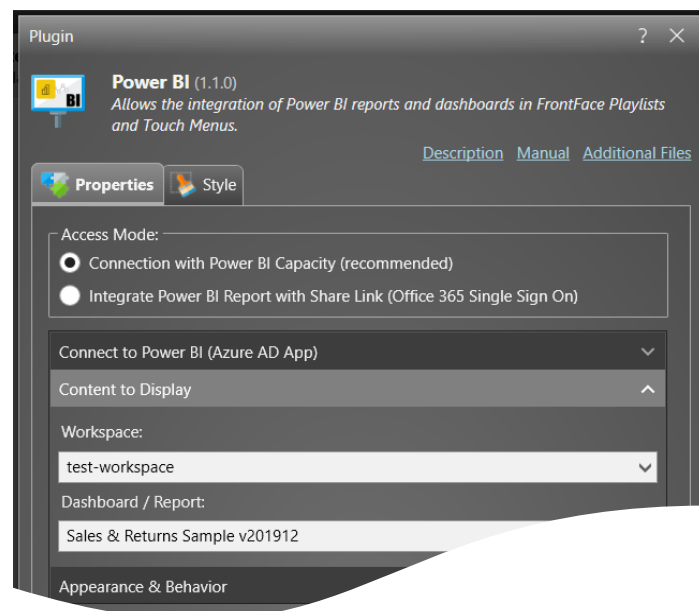 Plugin
?
BI
Power BI (1.1.0)
Allows the integration of Power BI reports and dashboards in FrontFace Playlists
and Touch Menus.
Description Manual Additional Files
Properties Style
Access Mode:
Connection with Power BI Capacity (recommended)
Integrate Power BI Report with Share Link (Office 365 Single Sign On)
Connect to Power BI (Azure AD App)
Content to Display
Workspace:
test-workspace
Dashboard / Report:
Sales & Returns Sample v201912
Appearance & Behavior